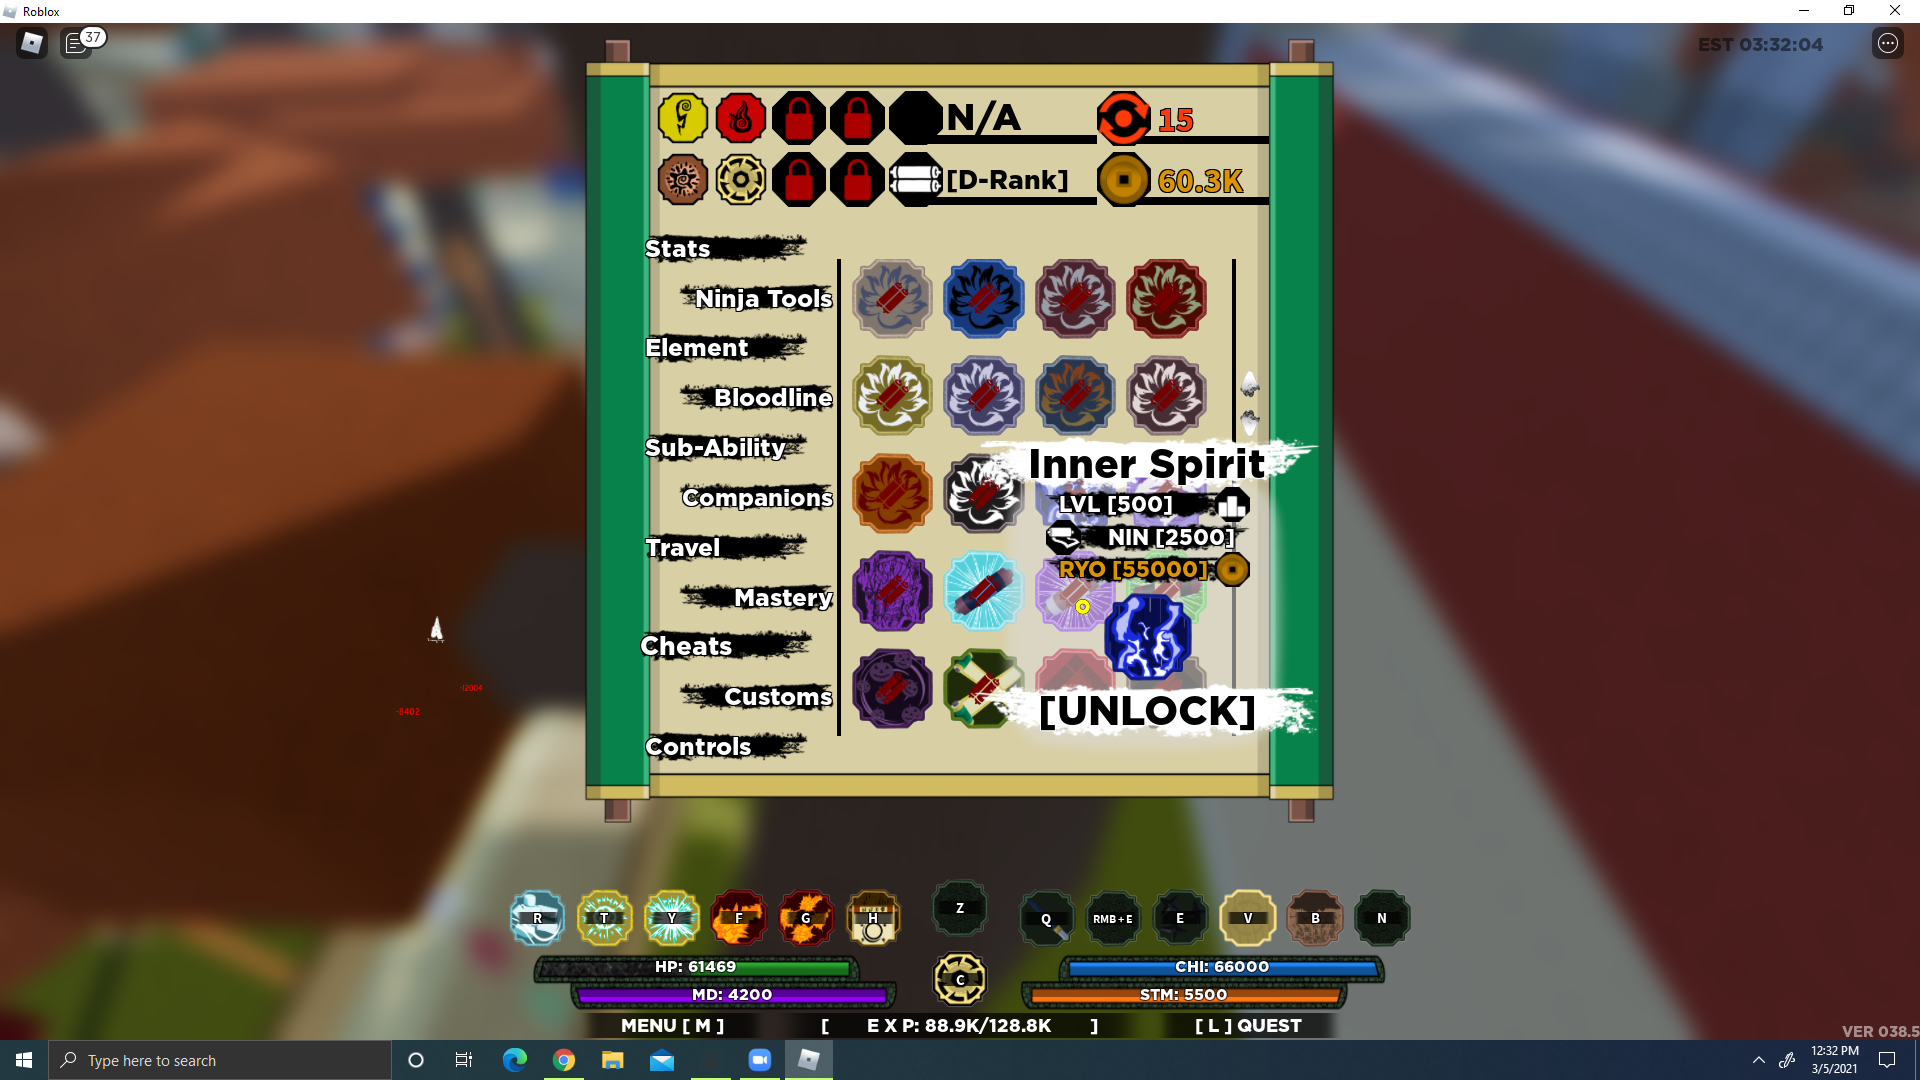 Roblox
37
EST 03:32:04
N/A
15
[D-Rank]
60.3K
Stats
Ninja Tools
Element
Bloodline
Sub-Ability
Companions
Travel
Mastery
Cheats
Customs
Controls
Inner Spirit
LVL [500]
NIN [2500]
RYO [55000]
[UNLOCK]
-12004
-8402
R T Y F G H Z Q RMB+E E V B N
HP: 61469
C
CHI: 66000
MD: 4200
STM: 5500
MENU [ M ]
[ E X P: 88.9K/128.8K ]
[ L ] QUEST
VER 038.5
Type here to search
12:32 PM
3/5/2021